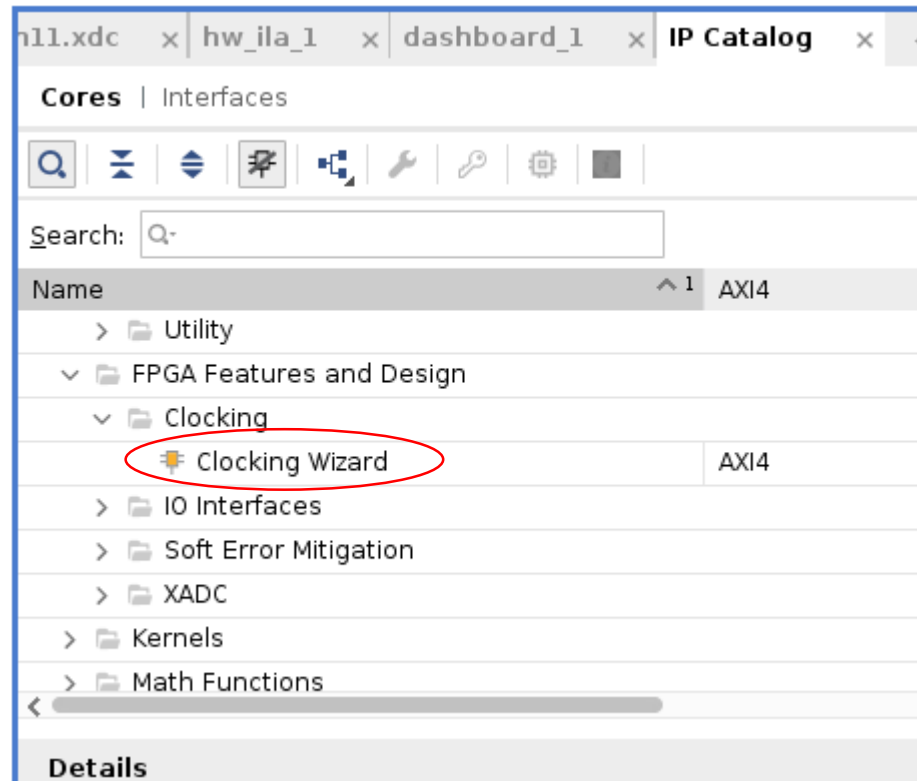 n11.xdc × hw_ila_1 × dashboard_1 × IP Catalog ×
Cores | Interfaces
Search:
Name 1 AXI4
Utility
FPGA Features and Design
Clocking
Clocking Wizard AXI4
IO Interfaces
Soft Error Mitigation
XADC
Kernels
Math Functions
Details